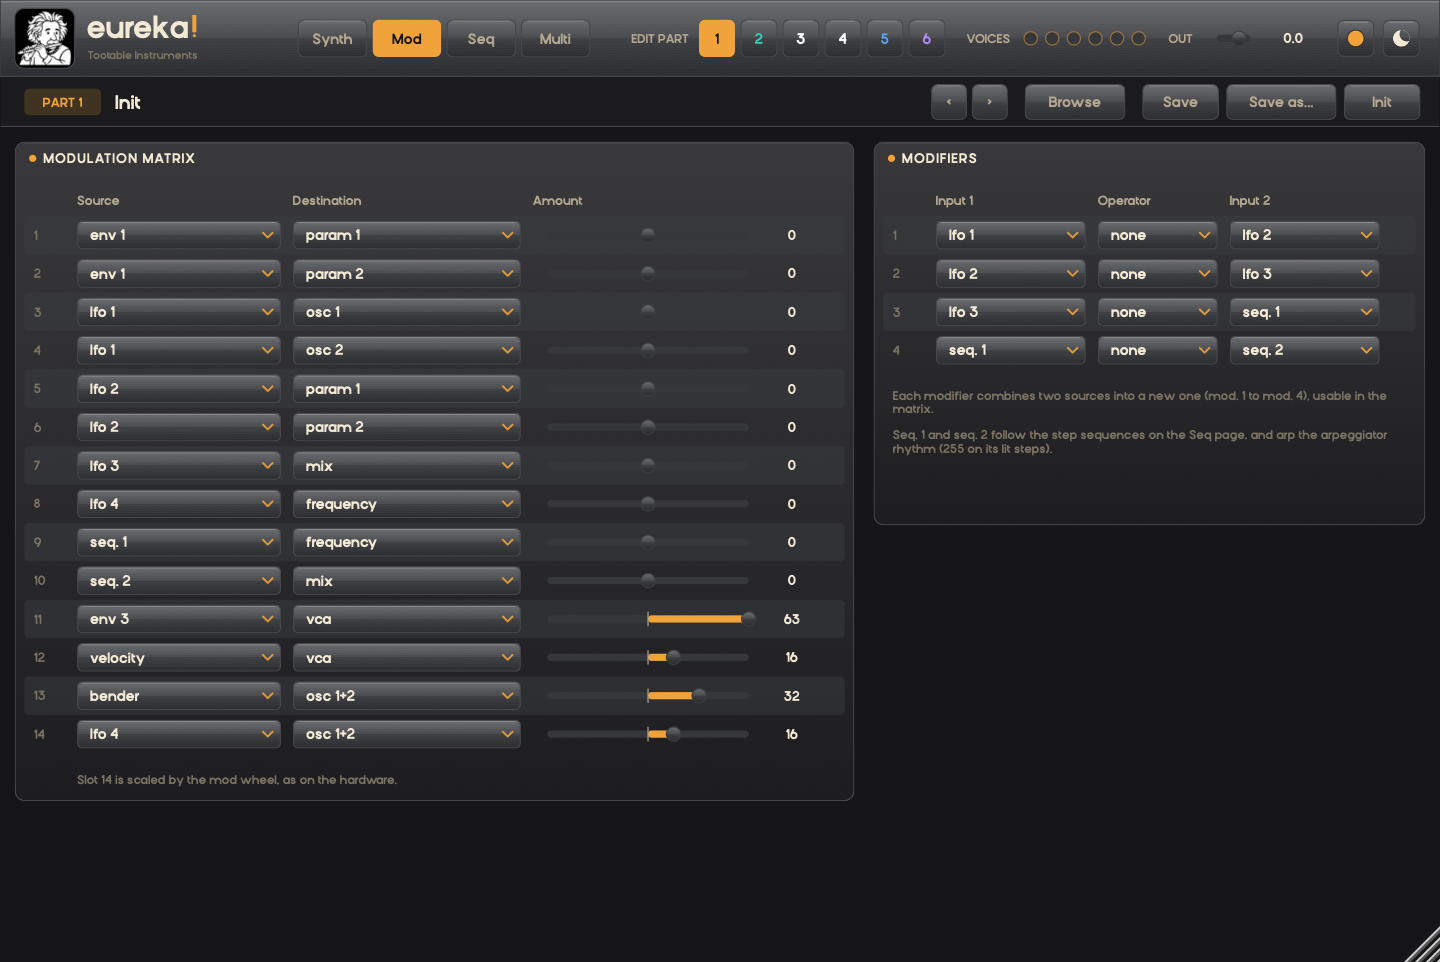 eureka!
Tootable Instruments
Synth Mod Seq Multi EDIT PART 1 2 3 4 5 6 VOICES OUT 0.0
PART 1 Init ‹ › Browse Save Save as... Init
MODULATION MATRIX
Source Destination Amount
1 env 1 param 1 0
2 env 1 param 2 0
3 lfo 1 osc 1 0
4 lfo 1 osc 2 0
5 lfo 2 param 1 0
6 lfo 2 param 2 0
7 lfo 3 mix 0
8 lfo 4 frequency 0
9 seq. 1 frequency 0
10 seq. 2 mix 0
11 env 3 vca 63
12 velocity vca 16
13 bender osc 1+2 32
14 lfo 4 osc 1+2 16
Slot 14 is scaled by the mod wheel, as on the hardware.
MODIFIERS
Input 1 Operator Input 2
1 lfo 1 none lfo 2
2 lfo 2 none lfo 3
3 lfo 3 none seq. 1
4 seq. 1 none seq. 2
Each modifier combines two sources into a new one (mod. 1 to mod. 4), usable in the
matrix.
Seq. 1 and seq. 2 follow the step sequences on the Seq page, and arp the arpeggiator
rhythm (255 on its lit steps).